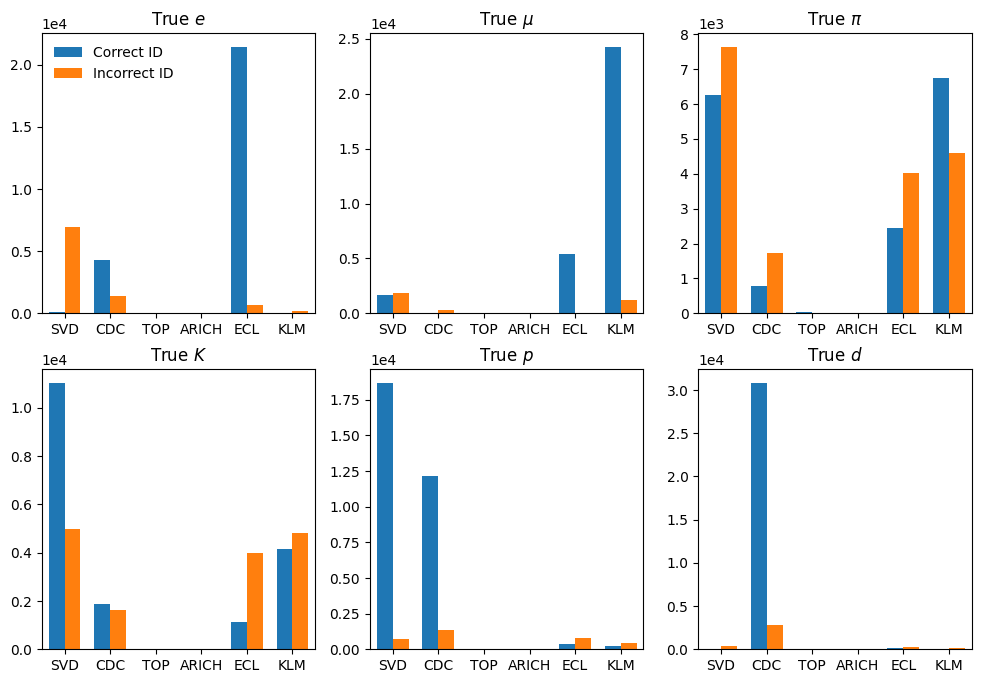 True e
1e4
2.0
1.5
1.0
0.5
0.0
Correct ID
Incorrect ID
SVD CDC TOP ARICH ECL KLM
True μ
1e4
2.5
2.0
1.5
1.0
0.5
0.0
SVD CDC TOP ARICH ECL KLM
True π
1e3
8
7
6
5
4
3
2
1
0
SVD CDC TOP ARICH ECL KLM
True K
1e4
1.0
0.8
0.6
0.4
0.2
0.0
SVD CDC TOP ARICH ECL KLM
True p
1e4
1.75
1.50
1.25
1.00
0.75
0.50
0.25
0.00
SVD CDC TOP ARICH ECL KLM
True d
1e4
3.0
2.5
2.0
1.5
1.0
0.5
0.0
SVD CDC TOP ARICH ECL KLM